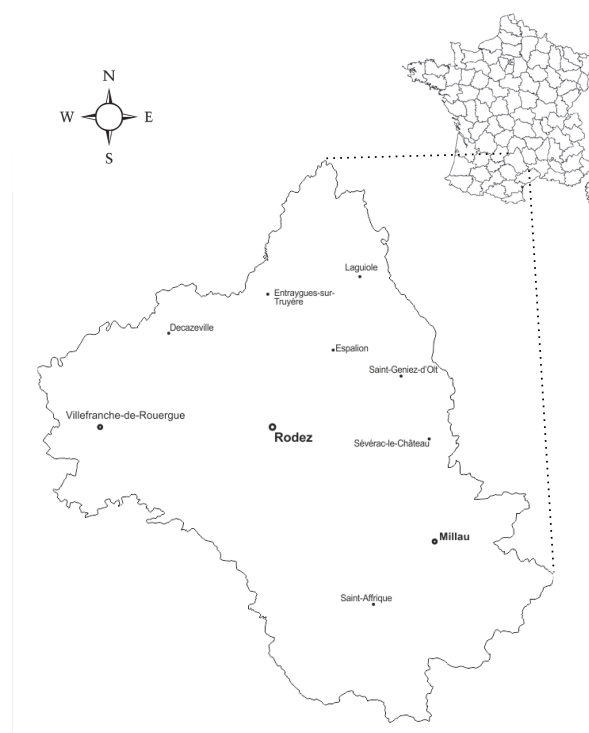 N
W E
S
Laguiole
Entraygues-sur-
Truyère
Decazeville
Espalion
Saint-Geniez-d'Olt
Villefranche-de-Rouergue
Rodez
Sévérac-le-Château
Millau
Saint-Affrique